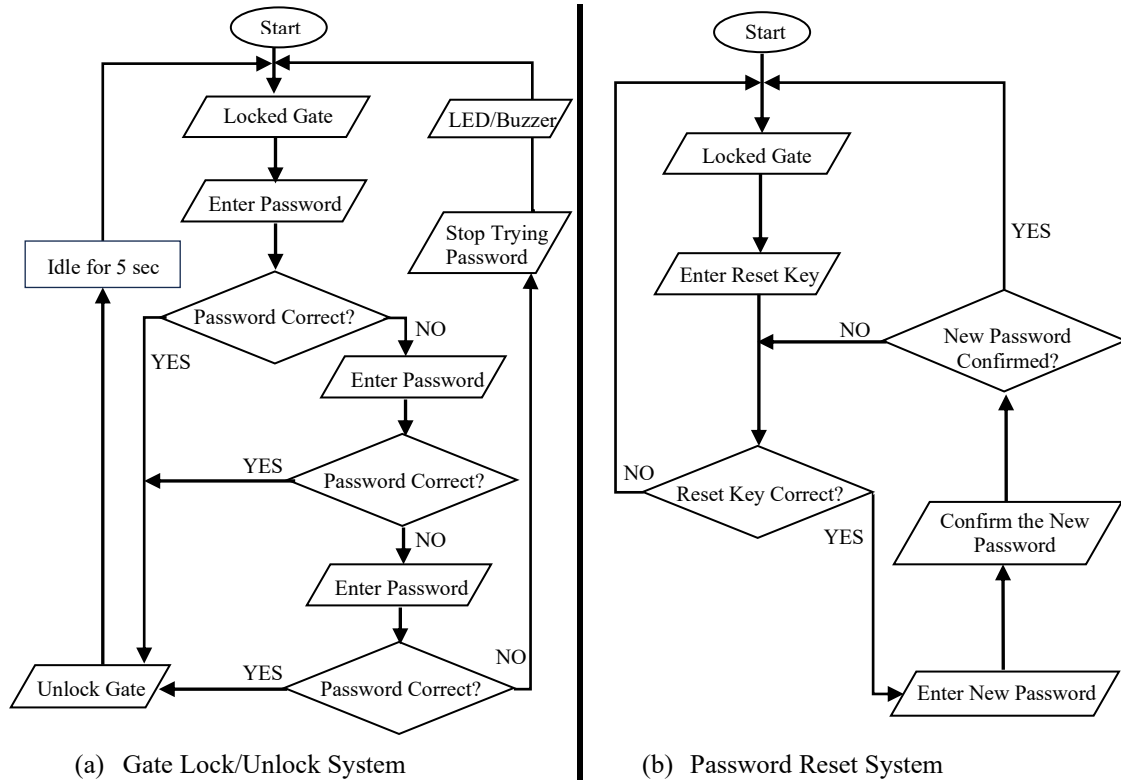 Start
Locked Gate
LED/Buzzer
Enter Password
Stop Trying
Password
Idle for 5 sec
Password Correct?
NO
YES
Enter Password
YES
Password Correct?
NO
Enter Password
NO
YES
Unlock Gate
Password Correct?
(a) Gate Lock/Unlock System
Start
Locked Gate
YES
Enter Reset Key
NO
New Password
Confirmed?
NO
Reset Key Correct?
YES
Confirm the New
Password
Enter New Password
(b) Password Reset System